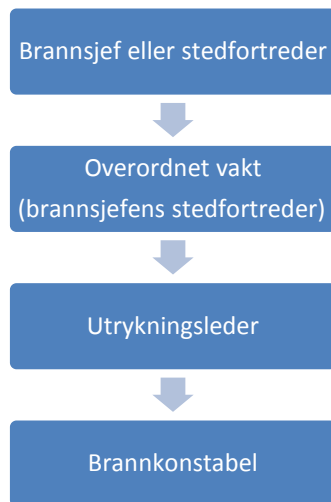 Brannsjef eller stedfortreder
Overordnet vakt
(brannsjefens stedfortreder)
Utrykningsleder
Brannkonstabel